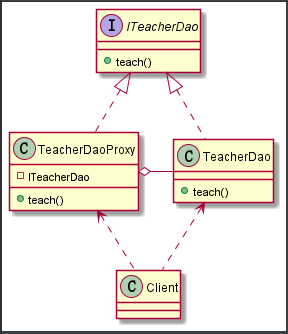 I ITeacherDao
teach()
C TeacherDaoProxy
ITeacherDao
teach()
C TeacherDao
teach()
C Client